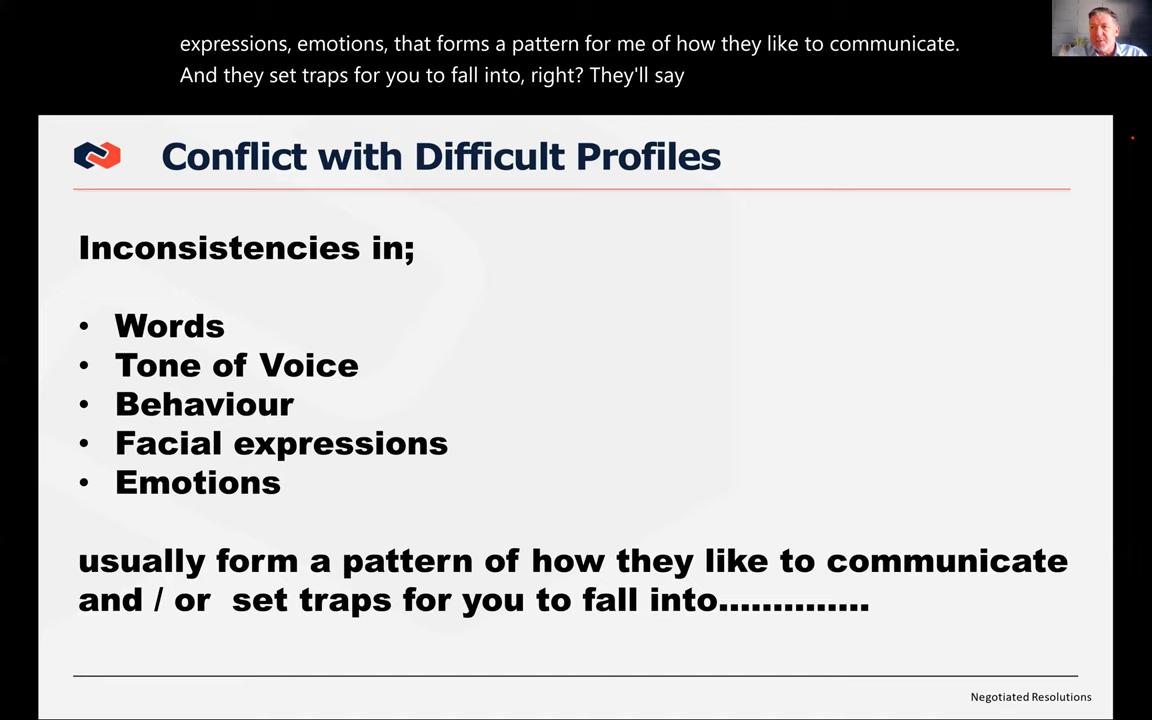 expressions, emotions, that forms a pattern for me of how they like to communicate.
And they set traps for you to fall into, right? They'll say
Conflict with Difficult Profiles
Inconsistencies in;
• Words
• Tone of Voice
• Behaviour
• Facial expressions
• Emotions
usually form a pattern of how they like to communicate
and / or set traps for you to fall into..............
Negotiated Resolutions